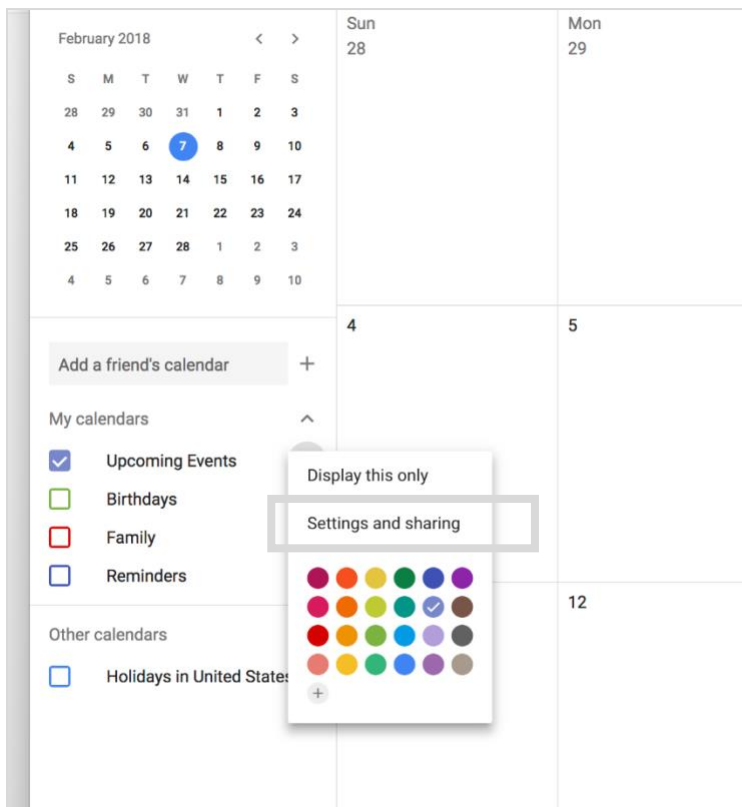 February 2018 < >
S M T W T F S
28 29 30 31 1 2 3
4 5 6 7 8 9 10
11 12 13 14 15 16 17
18 19 20 21 22 23 24
25 26 27 28 1 2 3
4 5 6 7 8 9 10
Add a friend's calendar +
My calendars
Upcoming Events
Birthdays
Family
Reminders
Other calendars
Holidays in United States
Display this only
Settings and sharing
+
Sun Mon
28 29
4 5
12